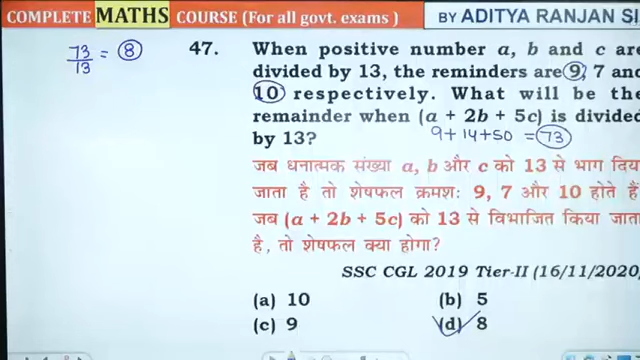 COMPLETE MATHS COURSE (For all govt. exams)
BY ADITYA RANJAN
73/13 = 8
47. When positive number a, b and c are
divided by 13, the reminders are 9, 7 and
10 respectively. What will be the
remainder when (a + 2b + 5c) is divided
by 13?
9+14+50 = 73
जब धनात्मक संख्या a, b और c को 13 से भाग दिया
जाता है तो शेषफल क्रमशः 9, 7 और 10 होते हैं
जब (a + 2b + 5c) को 13 से विभाजित किया जाता
है, तो शेषफल क्या होगा?
SSC CGL 2019 Tier-II (16/11/2020)
(a) 10 (b) 5
(c) 9 (d) 8